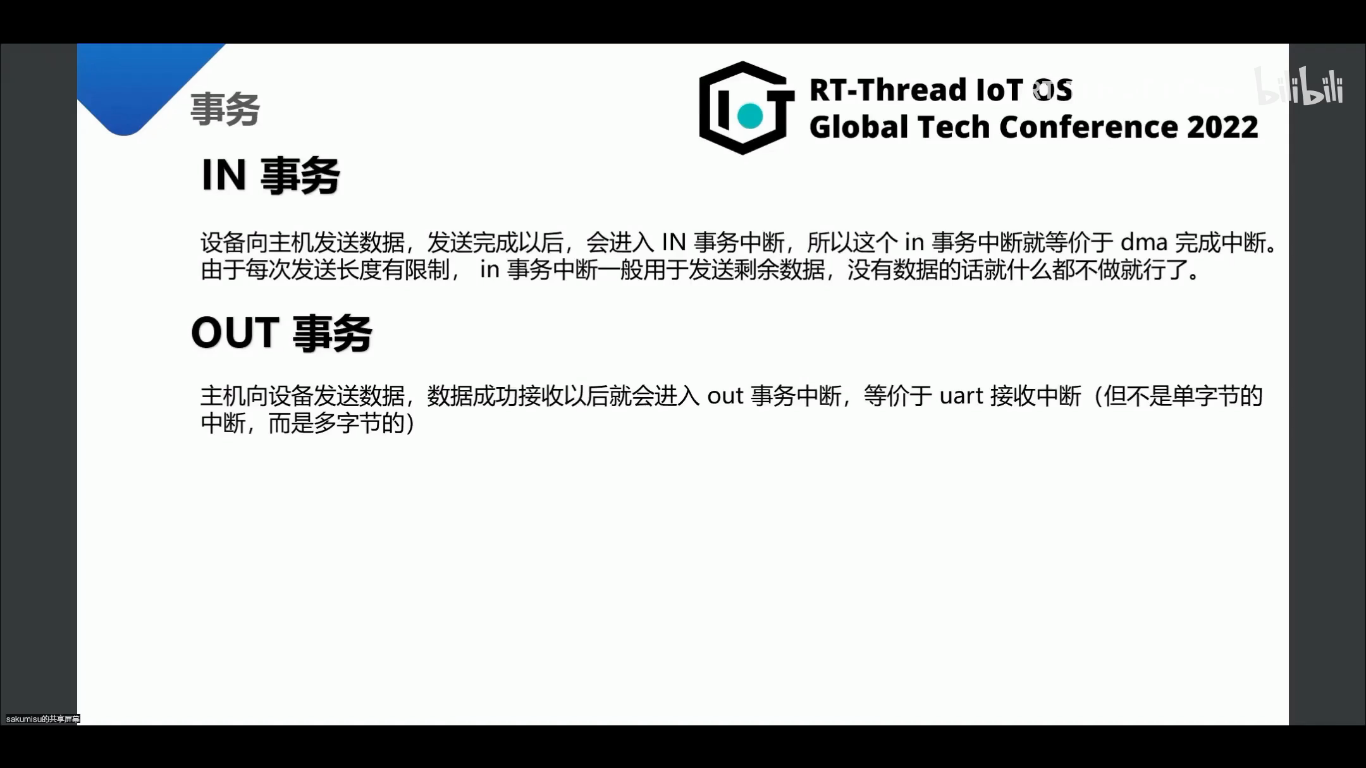 事务
RT-Thread IoT OS
Global Tech Conference 2022
bilibili
IN 事务
设备向主机发送数据，发送完成以后，会进入 IN 事务中断，所以这个 in 事务中断就等价于 dma 完成中断。
由于每次发送长度有限制， in 事务中断一般用于发送剩余数据，没有数据的话就什么都不做就行了。
OUT 事务
主机向设备发送数据，数据成功接收以后就会进入 out 事务中断，等价于 uart 接收中断（但不是单字节的
中断，而是多字节的）
sakumisu的共享屏幕